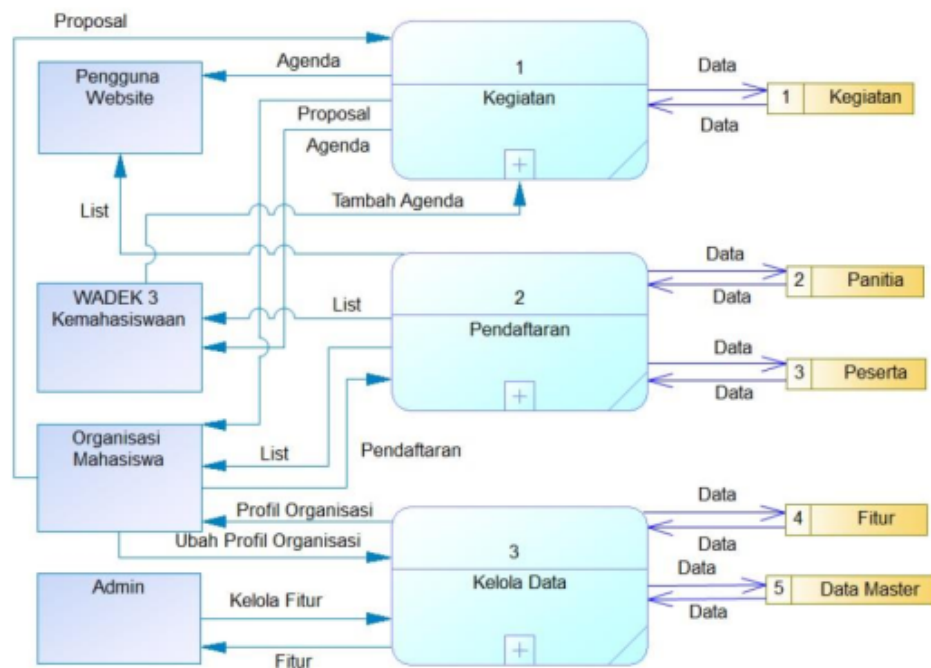 Proposal
Pengguna
Website
Agenda
1
Kegiatan
Data
1 Kegiatan
Data
Proposal
Agenda
+
Tambah Agenda
List
WADEK 3
Kemahasiswaan
List
2
Pendaftaran
+
Data
2 Panitia
Data
Data
3 Peserta
Data
Organisasi
Mahasiswa
List
Pendaftaran
Profil Organisasi
Ubah Profil Organisasi
3
Kelola Data
+
Data
4 Fitur
Data
Data
5 Data Master
Data
Admin
Kelola Fitur
Fitur